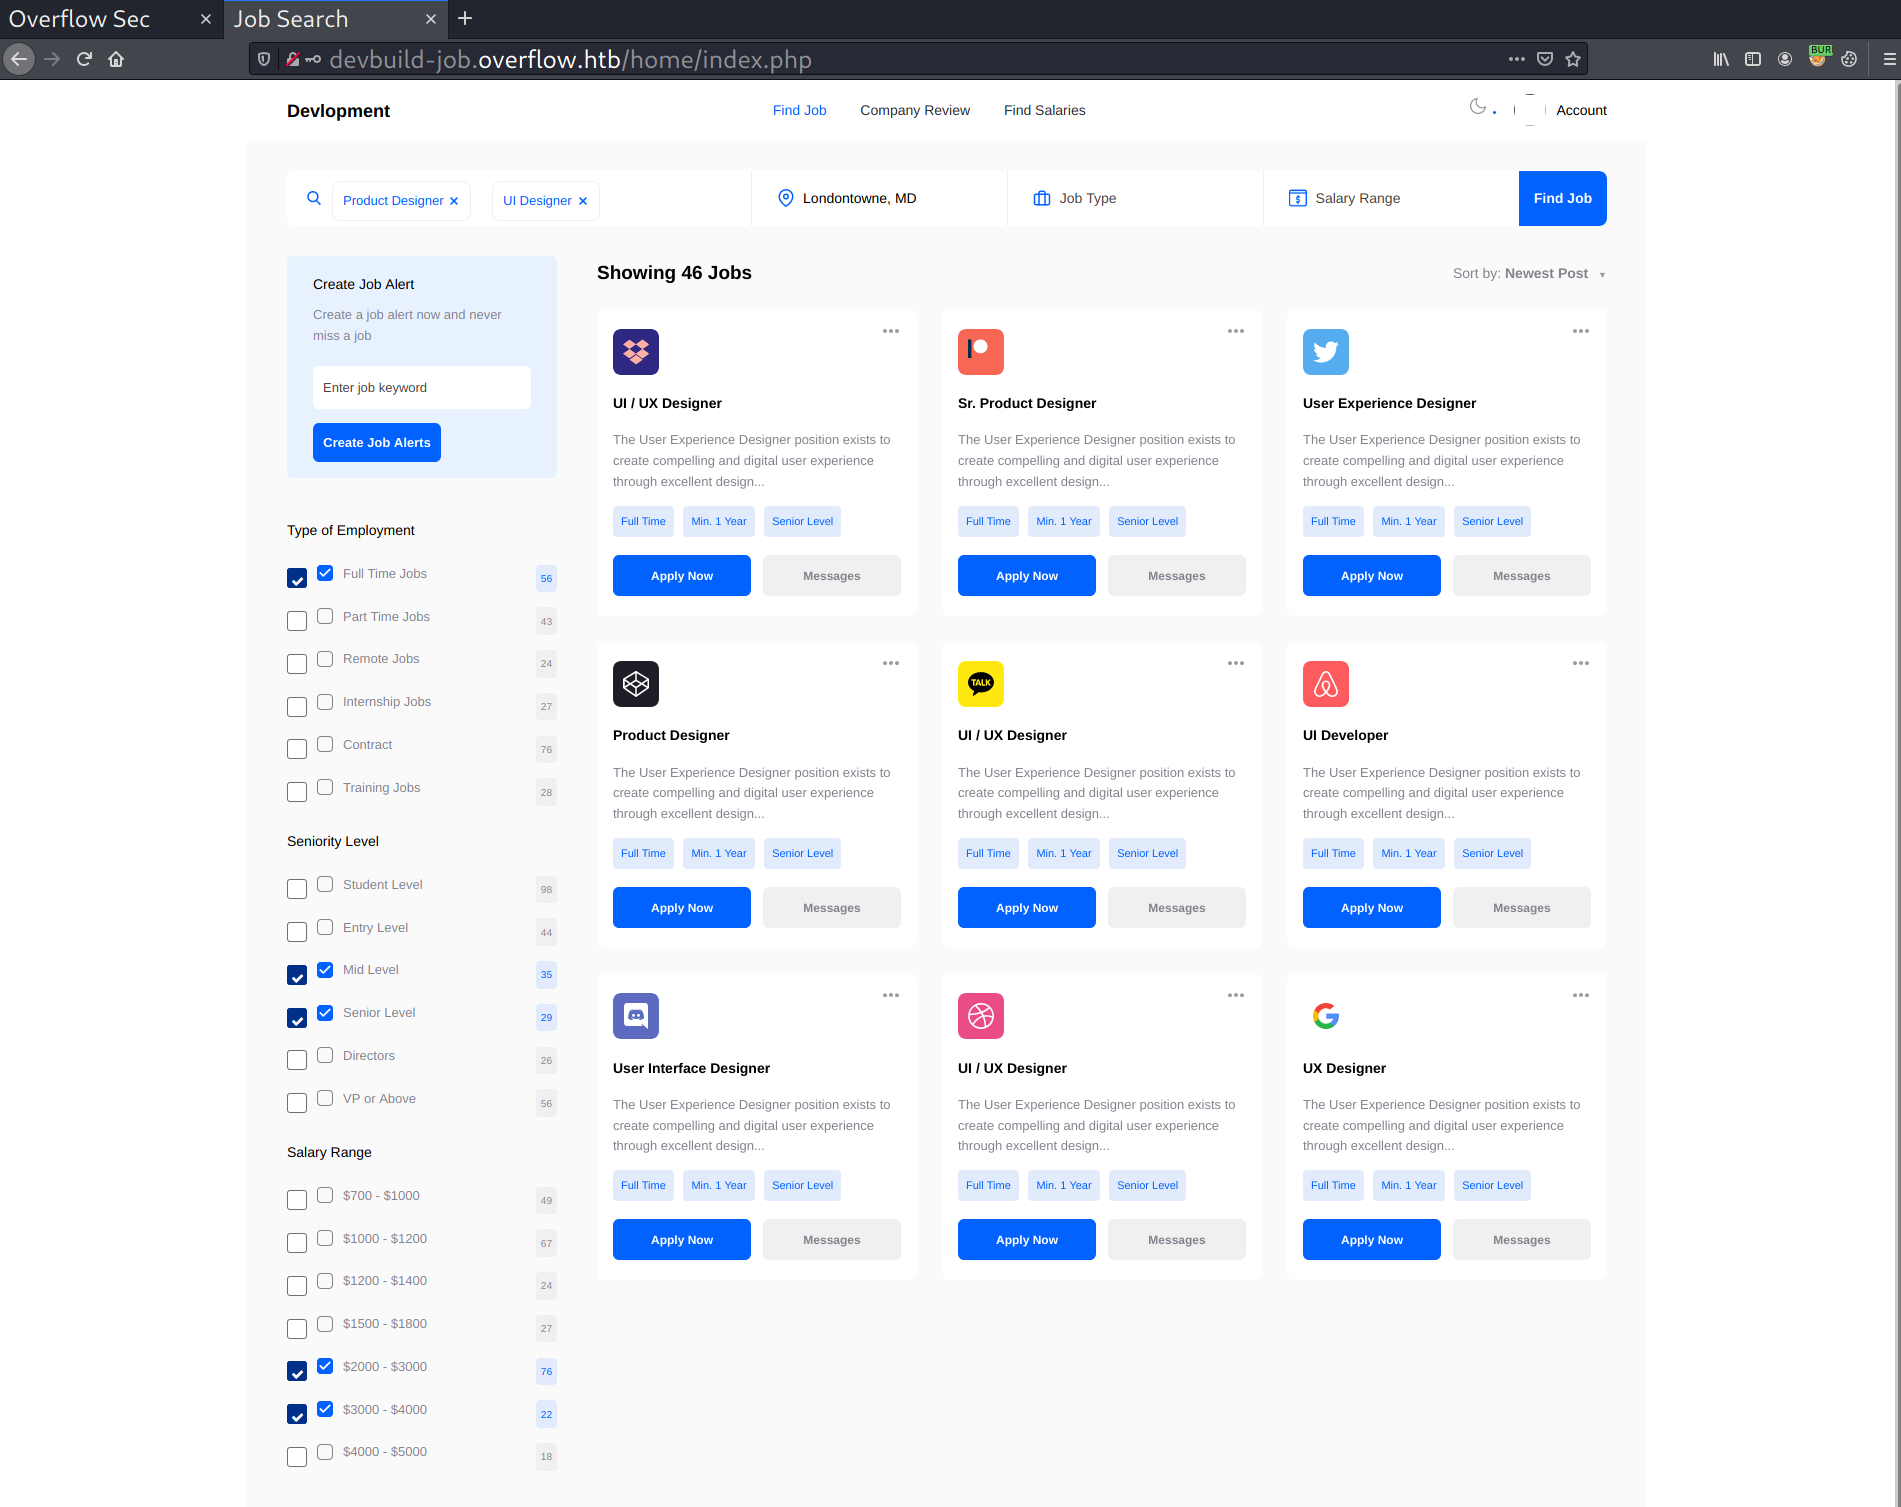 Overflow Sec
Job Search
devbuild-job.overflow.htb/home/index.php
BUR
Devlopment
Find Job
Company Review
Find Salaries
Account
Product Designer
UI Designer
Londontowne, MD
Job Type
Salary Range
Find Job
Create Job Alert
Create a job alert now and never
miss a job
Enter job keyword
Create Job Alerts
Type of Employment
Full Time Jobs 56
Part Time Jobs 43
Remote Jobs 24
Internship Jobs 27
Contract 76
Training Jobs 28
Seniority Level
Student Level 98
Entry Level 44
Mid Level 35
Senior Level 29
Directors 26
VP or Above 56
Salary Range
$700 - $1000 49
$1000 - $1200 67
$1200 - $1400 24
$1500 - $1800 27
$2000 - $3000 76
$3000 - $4000 22
$4000 - $5000 18
Showing 46 Jobs
Sort by: Newest Post
UI / UX Designer
The User Experience Designer position exists to
create compelling and digital user experience
through excellent design...
Full Time Min. 1 Year Senior Level
Apply Now Messages
Sr. Product Designer
The User Experience Designer position exists to
create compelling and digital user experience
through excellent design...
Full Time Min. 1 Year Senior Level
Apply Now Messages
User Experience Designer
The User Experience Designer position exists to
create compelling and digital user experience
through excellent design...
Full Time Min. 1 Year Senior Level
Apply Now Messages
Product Designer
The User Experience Designer position exists to
create compelling and digital user experience
through excellent design...
Full Time Min. 1 Year Senior Level
Apply Now Messages
TALK
UI / UX Designer
The User Experience Designer position exists to
create compelling and digital user experience
through excellent design...
Full Time Min. 1 Year Senior Level
Apply Now Messages
UI Developer
The User Experience Designer position exists to
create compelling and digital user experience
through excellent design...
Full Time Min. 1 Year Senior Level
Apply Now Messages
User Interface Designer
The User Experience Designer position exists to
create compelling and digital user experience
through excellent design...
Full Time Min. 1 Year Senior Level
Apply Now Messages
UI / UX Designer
The User Experience Designer position exists to
create compelling and digital user experience
through excellent design...
Full Time Min. 1 Year Senior Level
Apply Now Messages
UX Designer
The User Experience Designer position exists to
create compelling and digital user experience
through excellent design...
Full Time Min. 1 Year Senior Level
Apply Now Messages